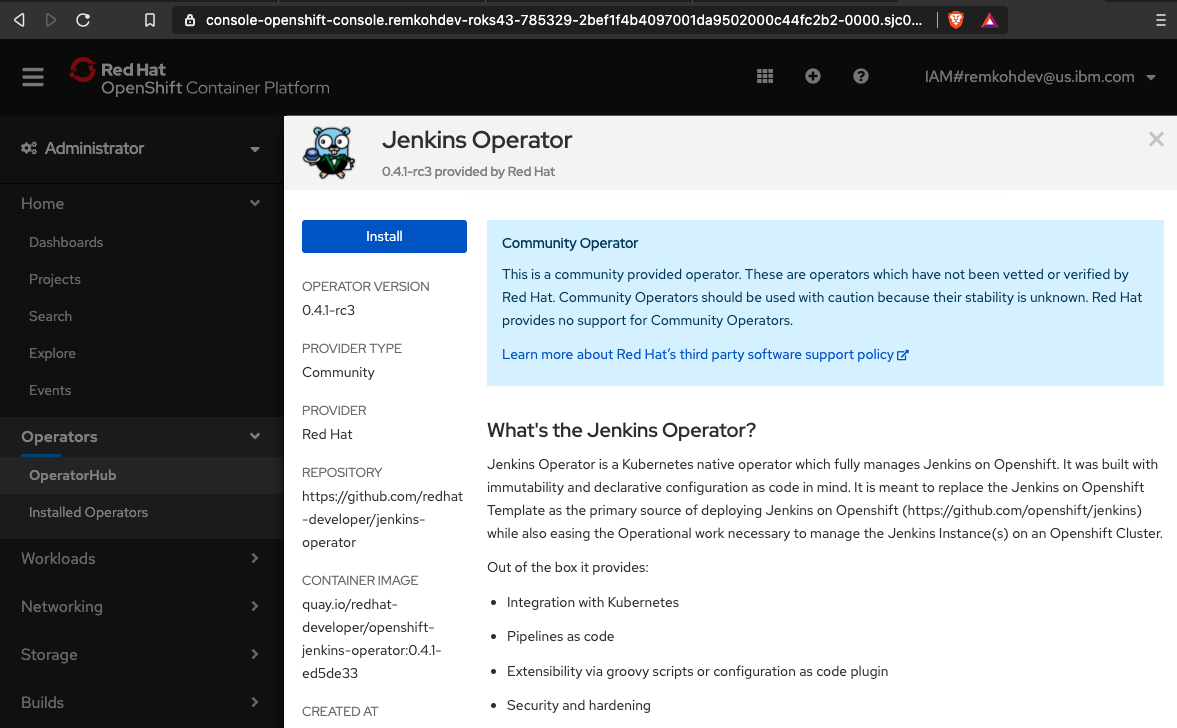 console-openshift-console.remkohdev-roks43-785329-2bef1f4b4097001da9502000c44fc2b2-0000.sjc0...
Red Hat
OpenShift Container Platform
IAM#remkohdev@us.ibm.com
Administrator
Home
Dashboards
Projects
Search
Explore
Events
Operators
OperatorHub
Installed Operators
Workloads
Networking
Storage
Builds
Jenkins Operator
0.4.1-rc3 provided by Red Hat
Install
OPERATOR VERSION
0.4.1-rc3
PROVIDER TYPE
Community
PROVIDER
Red Hat
REPOSITORY
https://github.com/redhat
-developer/jenkins-
operator
CONTAINER IMAGE
quay.io/redhat-
developer/openshift-
jenkins-operator:0.4.1-
ed5de33
CREATED AT
Community Operator
This is a community provided operator. These are operators which have not been vetted or verified by
Red Hat. Community Operators should be used with caution because their stability is unknown. Red Hat
provides no support for Community Operators.
Learn more about Red Hat's third party software support policy
What's the Jenkins Operator?
Jenkins Operator is a Kubernetes native operator which fully manages Jenkins on Openshift. It was built with
immutability and declarative configuration as code in mind. It is meant to replace the Jenkins on Openshift
Template as the primary source of deploying Jenkins on Openshift (https://github.com/openshift/jenkins)
while also easing the Operational work necessary to manage the Jenkins Instance(s) on an Openshift Cluster.
Out of the box it provides:
• Integration with Kubernetes
• Pipelines as code
• Extensibility via groovy scripts or configuration as code plugin
• Security and hardening